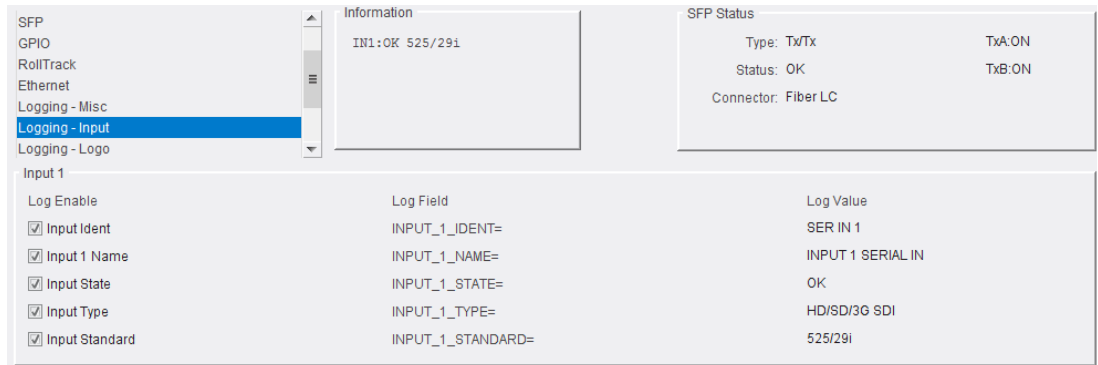 SFP
GPIO
RollTrack
Ethernet
Logging - Misc
Logging - Input
Logging - Logo
Information
IN1:OK 525/29i
SFP Status
Type: Tx/Tx TxA:ON
Status: OK TxB:ON
Connector: Fiber LC
Input 1
Log Enable Log Field Log Value
Input Ident INPUT_1_IDENT= SER IN 1
Input 1 Name INPUT_1_NAME= INPUT 1 SERIAL IN
Input State INPUT_1_STATE= OK
Input Type INPUT_1_TYPE= HD/SD/3G SDI
Input Standard INPUT_1_STANDARD= 525/29i